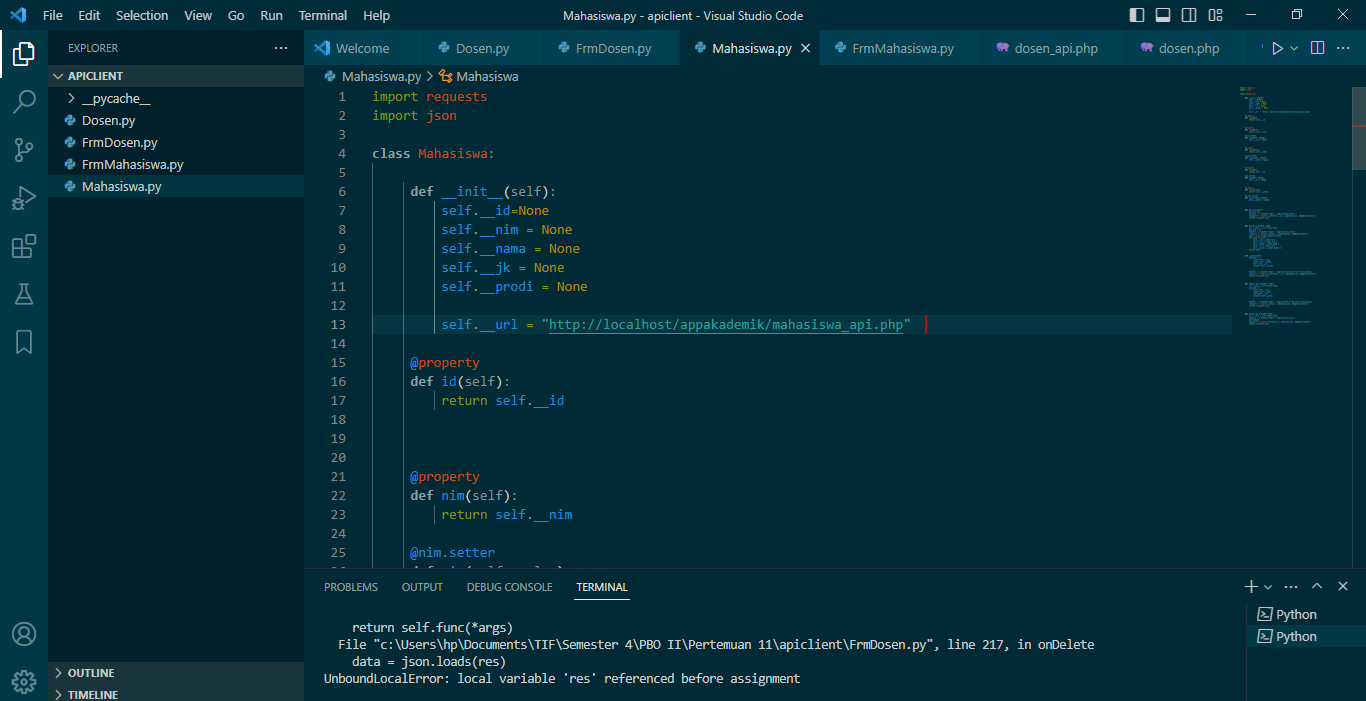 File Edit Selection View Go Run Terminal Help Mahasiswa.py - apiclient - Visual Studio Code
EXPLORER
APICLIENT
__pycache__
Dosen.py
FrmDosen.py
FrmMahasiswa.py
Mahasiswa.py
OUTLINE
TIMELINE
Welcome Dosen.py FrmDosen.py Mahasiswa.py FrmMahasiswa.py dosen_api.php dosen.php
Mahasiswa.py > Mahasiswa
1 import requests
2 import json
3
4 class Mahasiswa:
5
6 def __init__(self):
7 self.__id=None
8 self.__nim = None
9 self.__nama = None
10 self.__jk = None
11 self.__prodi = None
12
13 self.__url = "http://localhost/appakademik/mahasiswa_api.php"
14
15 @property
16 def id(self):
17 return self.__id
18
19
20
21 @property
22 def nim(self):
23 return self.__nim
24
25 @nim.setter
PROBLEMS OUTPUT DEBUG CONSOLE TERMINAL
return self.func(*args)
File "c:\Users\hp\Documents\TIF\Semester 4\PBO II\Pertemuan 11\apiclient\FrmDosen.py", line 217, in onDelete
data = json.loads(res)
UnboundLocalError: local variable 'res' referenced before assignment
Python
Python